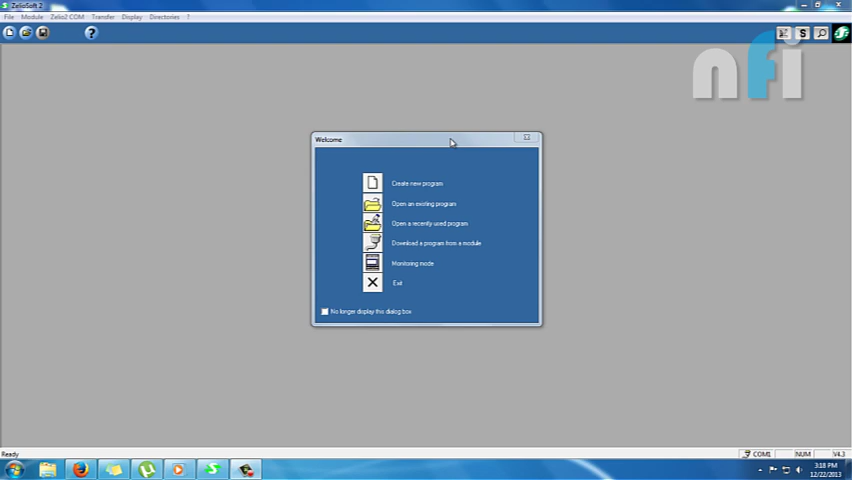 ZelioSoft 2
File Module Zelio2 COM Transfer Display Directories ?
nfi
Welcome
Create new program
Open an existing program
Open a recently used program
Download a program from a module
Monitoring mode
Exit
No longer display this dialog box
Ready COM1 NUM V4.3
3:18 PM
12/22/2013